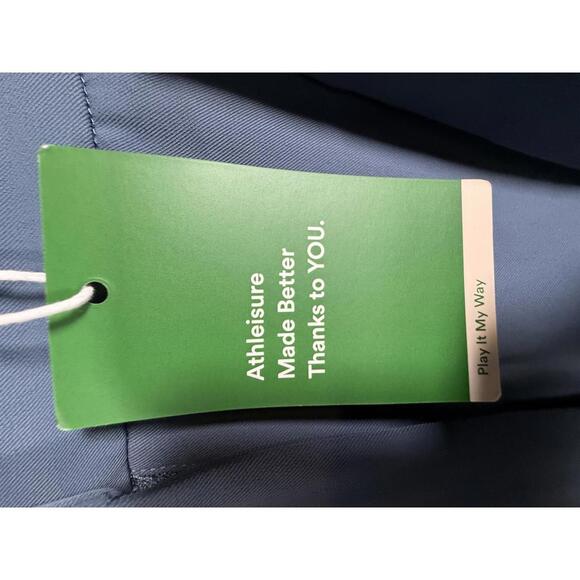 Athleisure
Made Better
Thanks to YOU.
Play It My Way